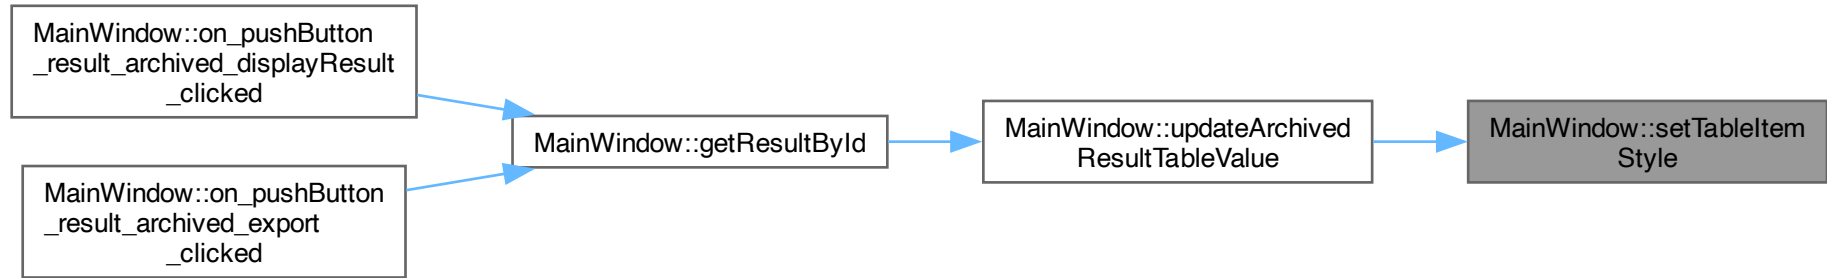 MainWindow::on_pushButton
_result_archived_displayResult
_clicked
MainWindow::on_pushButton
_result_archived_export
_clicked
MainWindow::getResultById
MainWindow::updateArchived
ResultTableValue
MainWindow::setTableItem
Style